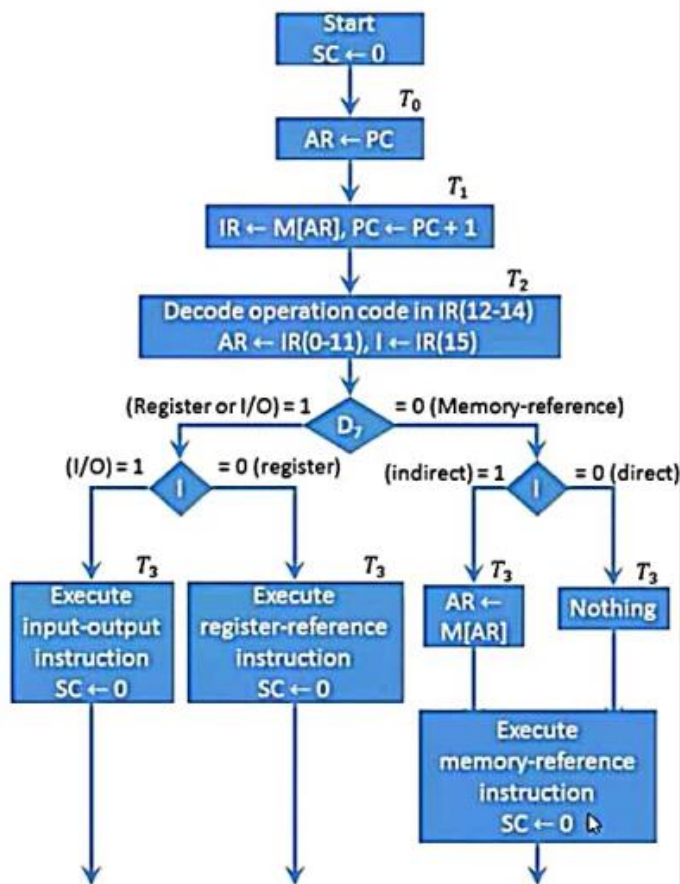 Start
SC ← 0
T₀
AR ← PC
T₁
IR ← M[AR], PC ← PC + 1
T₂
Decode operation code in IR(12-14)
AR ← IR(0-11), I ← IR(15)
(Register or I/O) = 1
= 0 (Memory-reference)
D₇
(I/O) = 1
= 0 (register)
I
(indirect) = 1
= 0 (direct)
I
T₃
Execute
input-output
instruction
SC ← 0
T₃
Execute
register-reference
instruction
SC ← 0
T₃
AR ←
M[AR]
T₃
Nothing
Execute
memory-reference
instruction
SC ← 0